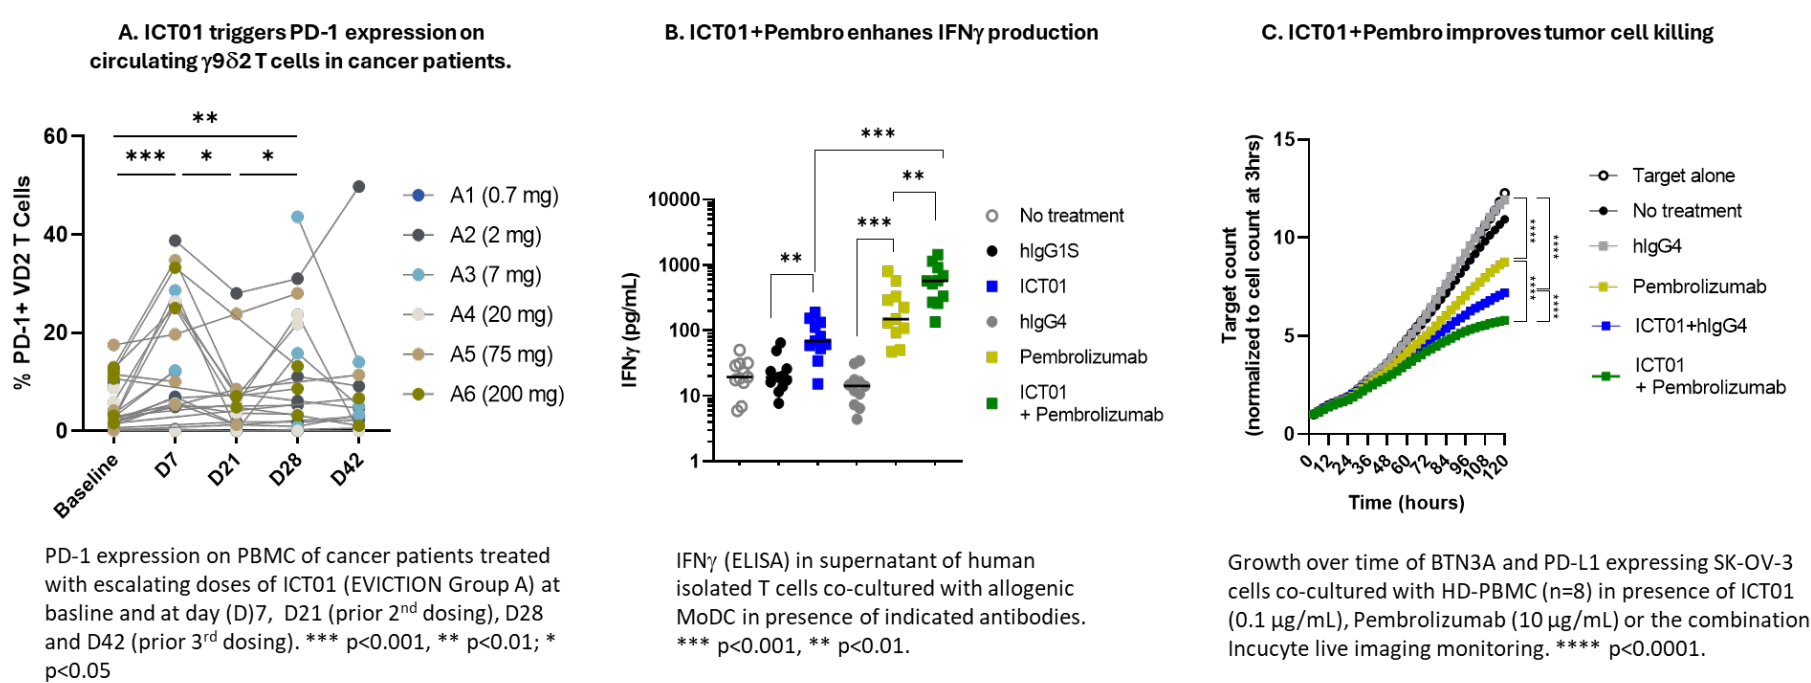 A. ICT01 triggers PD-1 expression on
circulating γ9δ2 T cells in cancer patients.
**
***
*
*
60
40
20
0
% PD-1+ VD2 T Cells
Baseline
D7
D21
D28
D42
A1 (0.7 mg)
A2 (2 mg)
A3 (7 mg)
A4 (20 mg)
A5 (75 mg)
A6 (200 mg)
PD-1 expression on PBMC of cancer patients treated
with escalating doses of ICT01 (EVICTION Group A) at
basline and at day (D)7, D21 (prior 2nd dosing), D28
and D42 (prior 3rd dosing). *** p<0.001, ** p<0.01; *
p<0.05
B. ICT01+Pembro enhanes IFNγ production
***
**
***
**
10000
1000
100
10
1
IFNγ (pg/mL)
No treatment
hIgG1S
ICT01
hIgG4
Pembrolizumab
ICT01
+ Pembrolizumab
IFNγ (ELISA) in supernatant of human
isolated T cells co-cultured with allogenic
MoDC in presence of indicated antibodies.
*** p<0.001, ** p<0.01.
C. ICT01+Pembro improves tumor cell killing
15
10
5
0
Target count
(normalized to cell count at 3hrs)
0
12
24
36
48
60
72
84
96
108
120
Time (hours)
****
****
****
****
Target alone
No treatment
hIgG4
Pembrolizumab
ICT01+hIgG4
ICT01
+ Pembrolizumab
Growth over time of BTN3A and PD-L1 expressing SK-OV-3
cells co-cultured with HD-PBMC (n=8) in presence of ICT01
(0.1 µg/mL), Pembrolizumab (10 µg/mL) or the combination
Incucyte live imaging monitoring. **** p<0.0001.